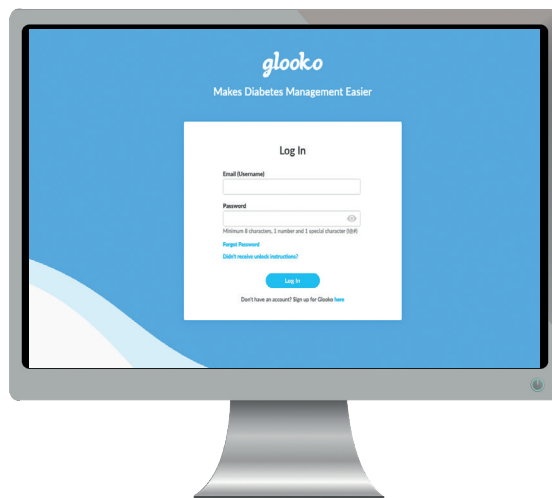 glooko
Makes Diabetes Management Easier
Log In
Email (Username)
Password
Minimum 8 characters, 1 number and 1 special character (!@#)
Forgot Password
Didn't receive unlock instructions?
Log In
Don't have an account? Sign up for Glooko here